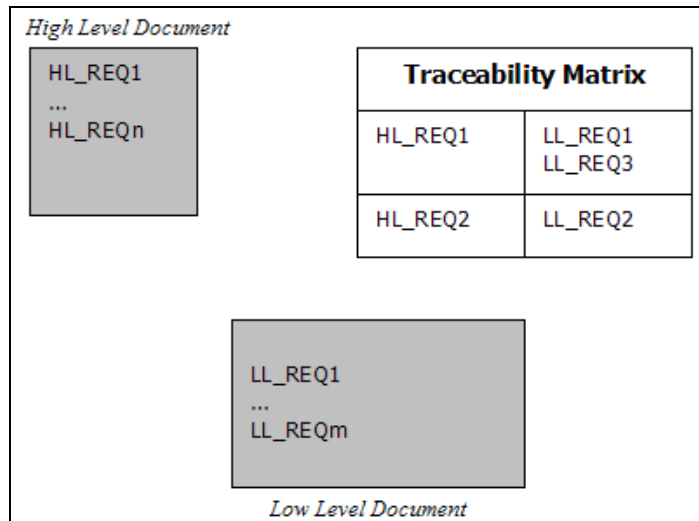 High Level Document
HL_REQ1
...
HL_REQn
Traceability Matrix
HL_REQ1 LL_REQ1
LL_REQ3
HL_REQ2 LL_REQ2
LL_REQ1
...
LL_REQm
Low Level Document